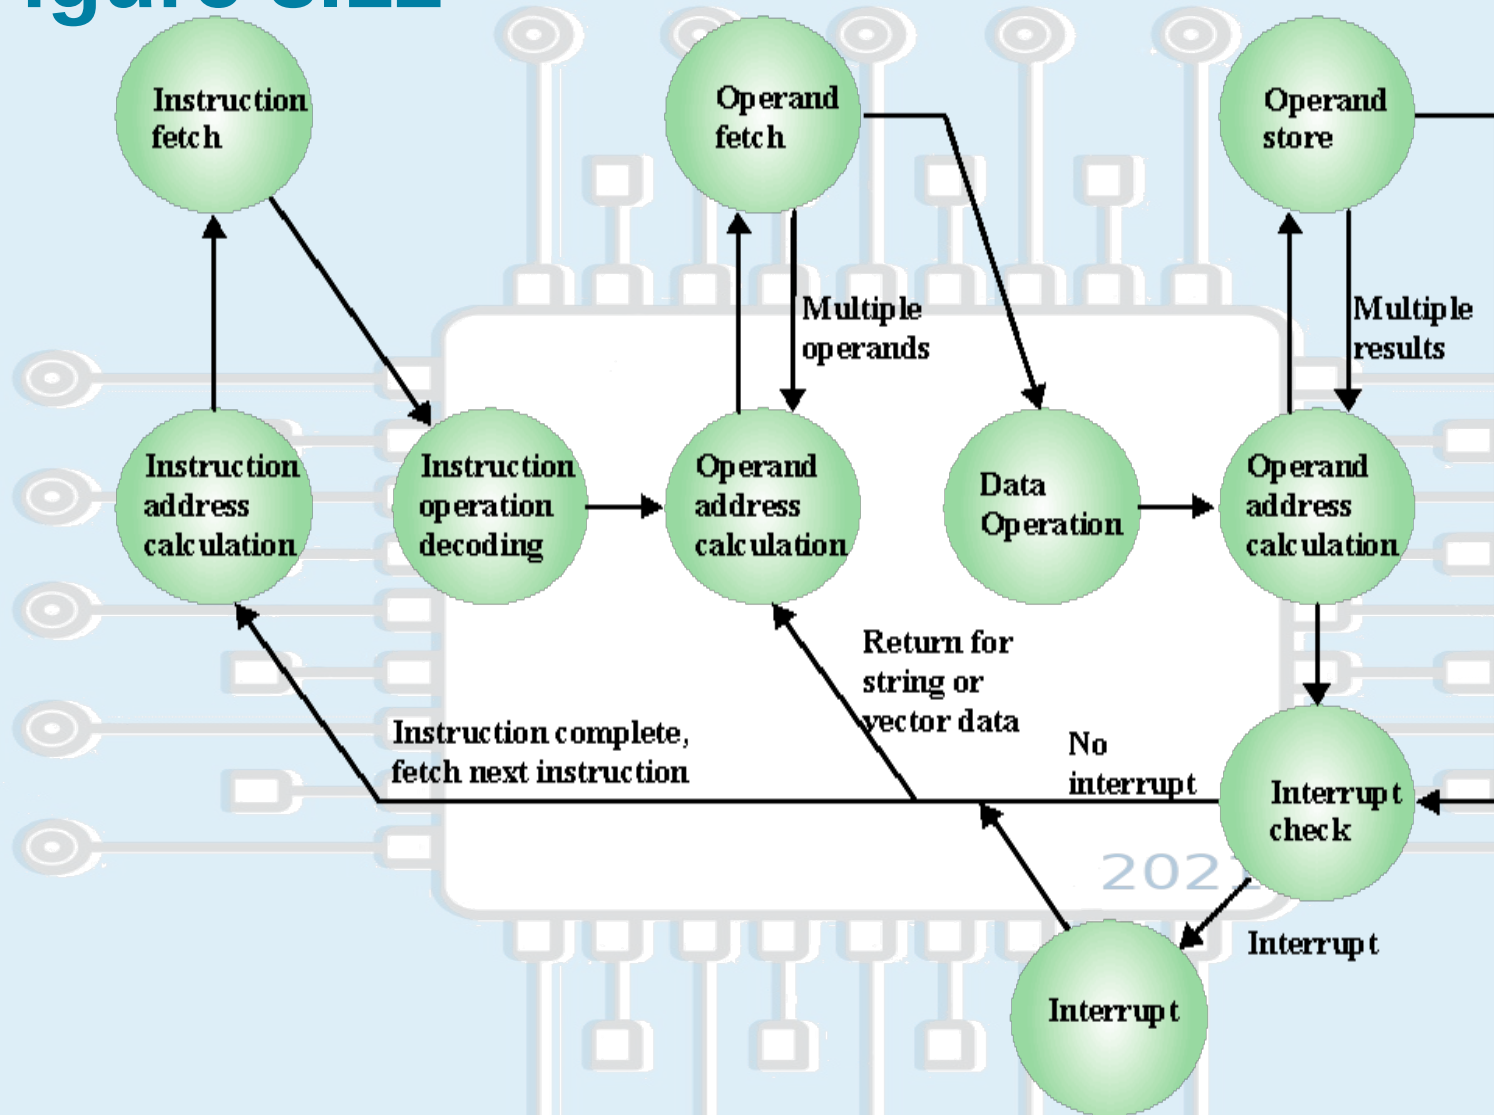 Instruction
fetch
Operand
fetch
Operand
store
Multiple
operands
Multiple
results
Instruction
address
calculation
Instruction
operation
decoding
Operand
address
calculation
Data
Operation
Operand
address
calculation
Return for
string or
vector data
Instruction complete,
fetch next instruction
No
interrupt
Interrupt
check
2021
Interrupt
Interrupt